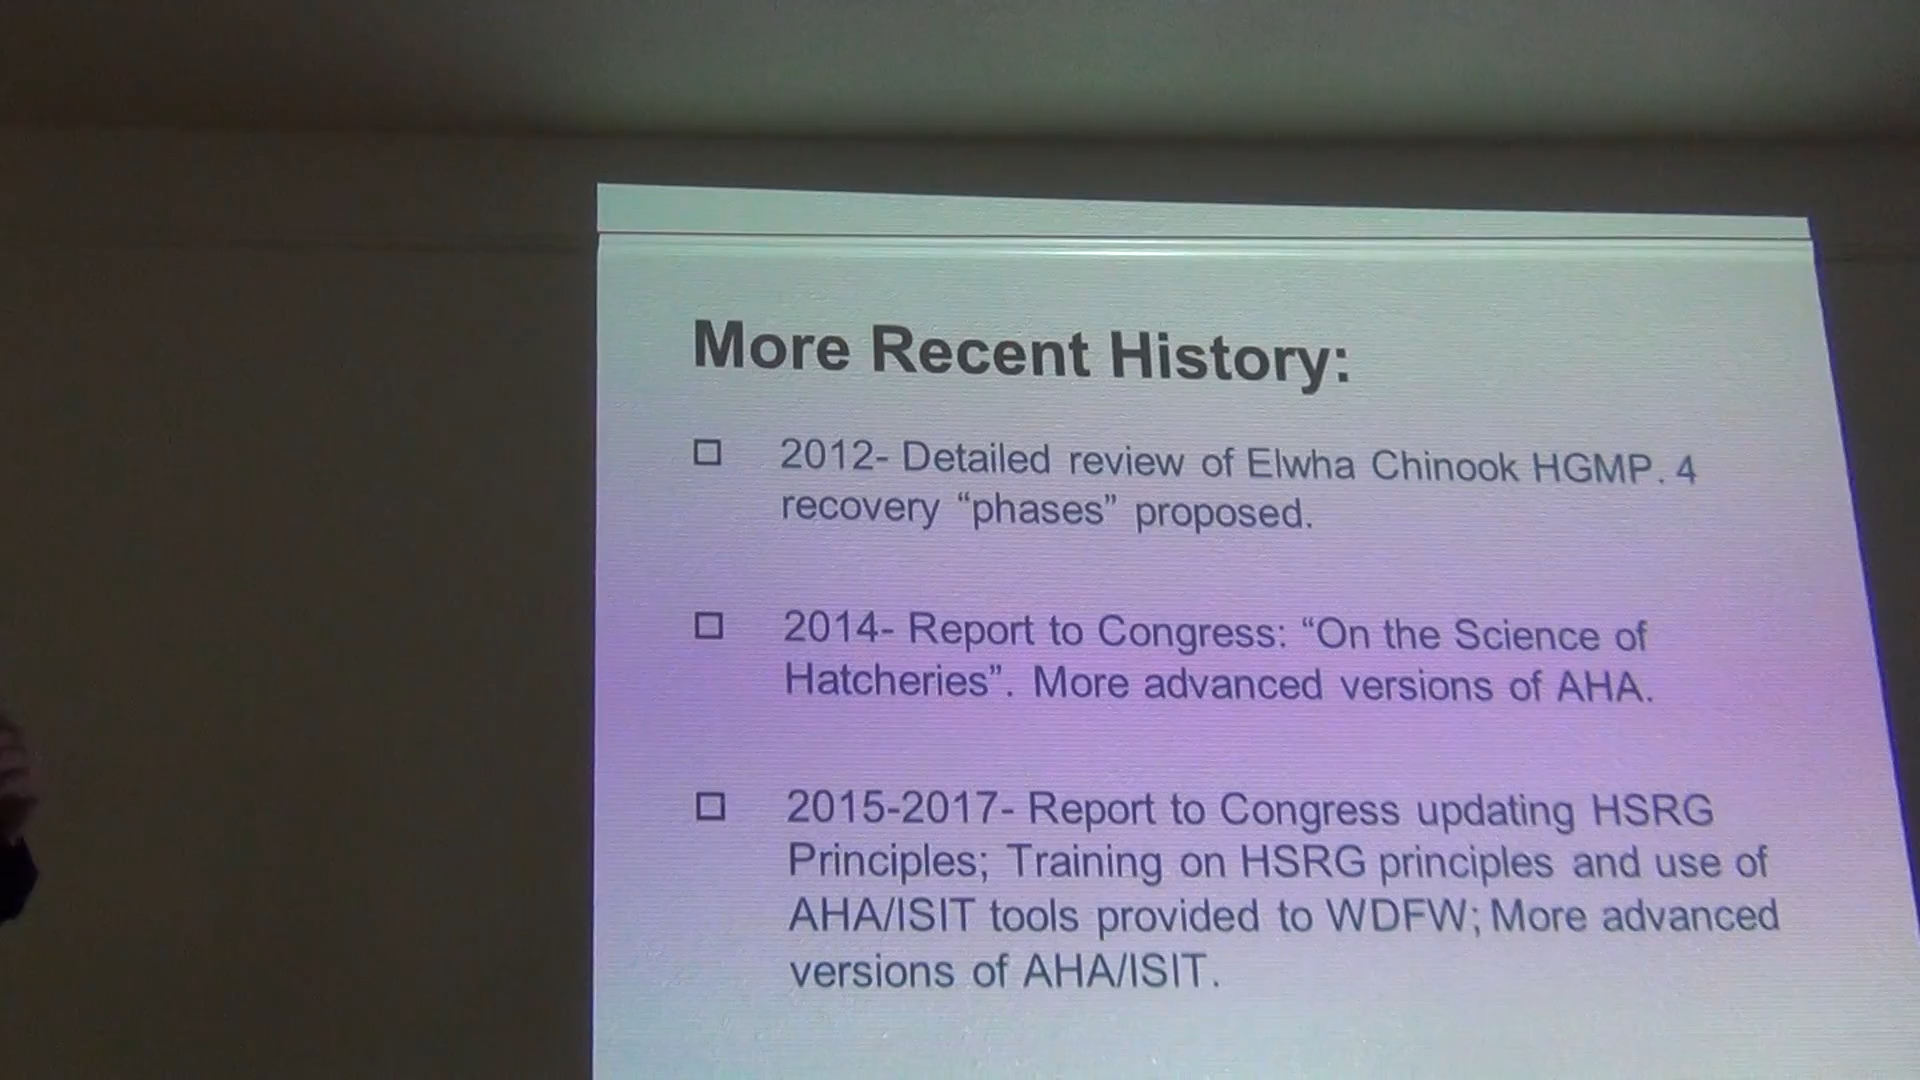 More Recent History:
2012- Detailed review of Elwha Chinook HGMP. 4
recovery “phases” proposed.
2014- Report to Congress: “On the Science of
Hatcheries”. More advanced versions of AHA.
2015-2017- Report to Congress updating HSRG
Principles; Training on HSRG principles and use of
AHA/ISIT tools provided to WDFW; More advanced
versions of AHA/ISIT.